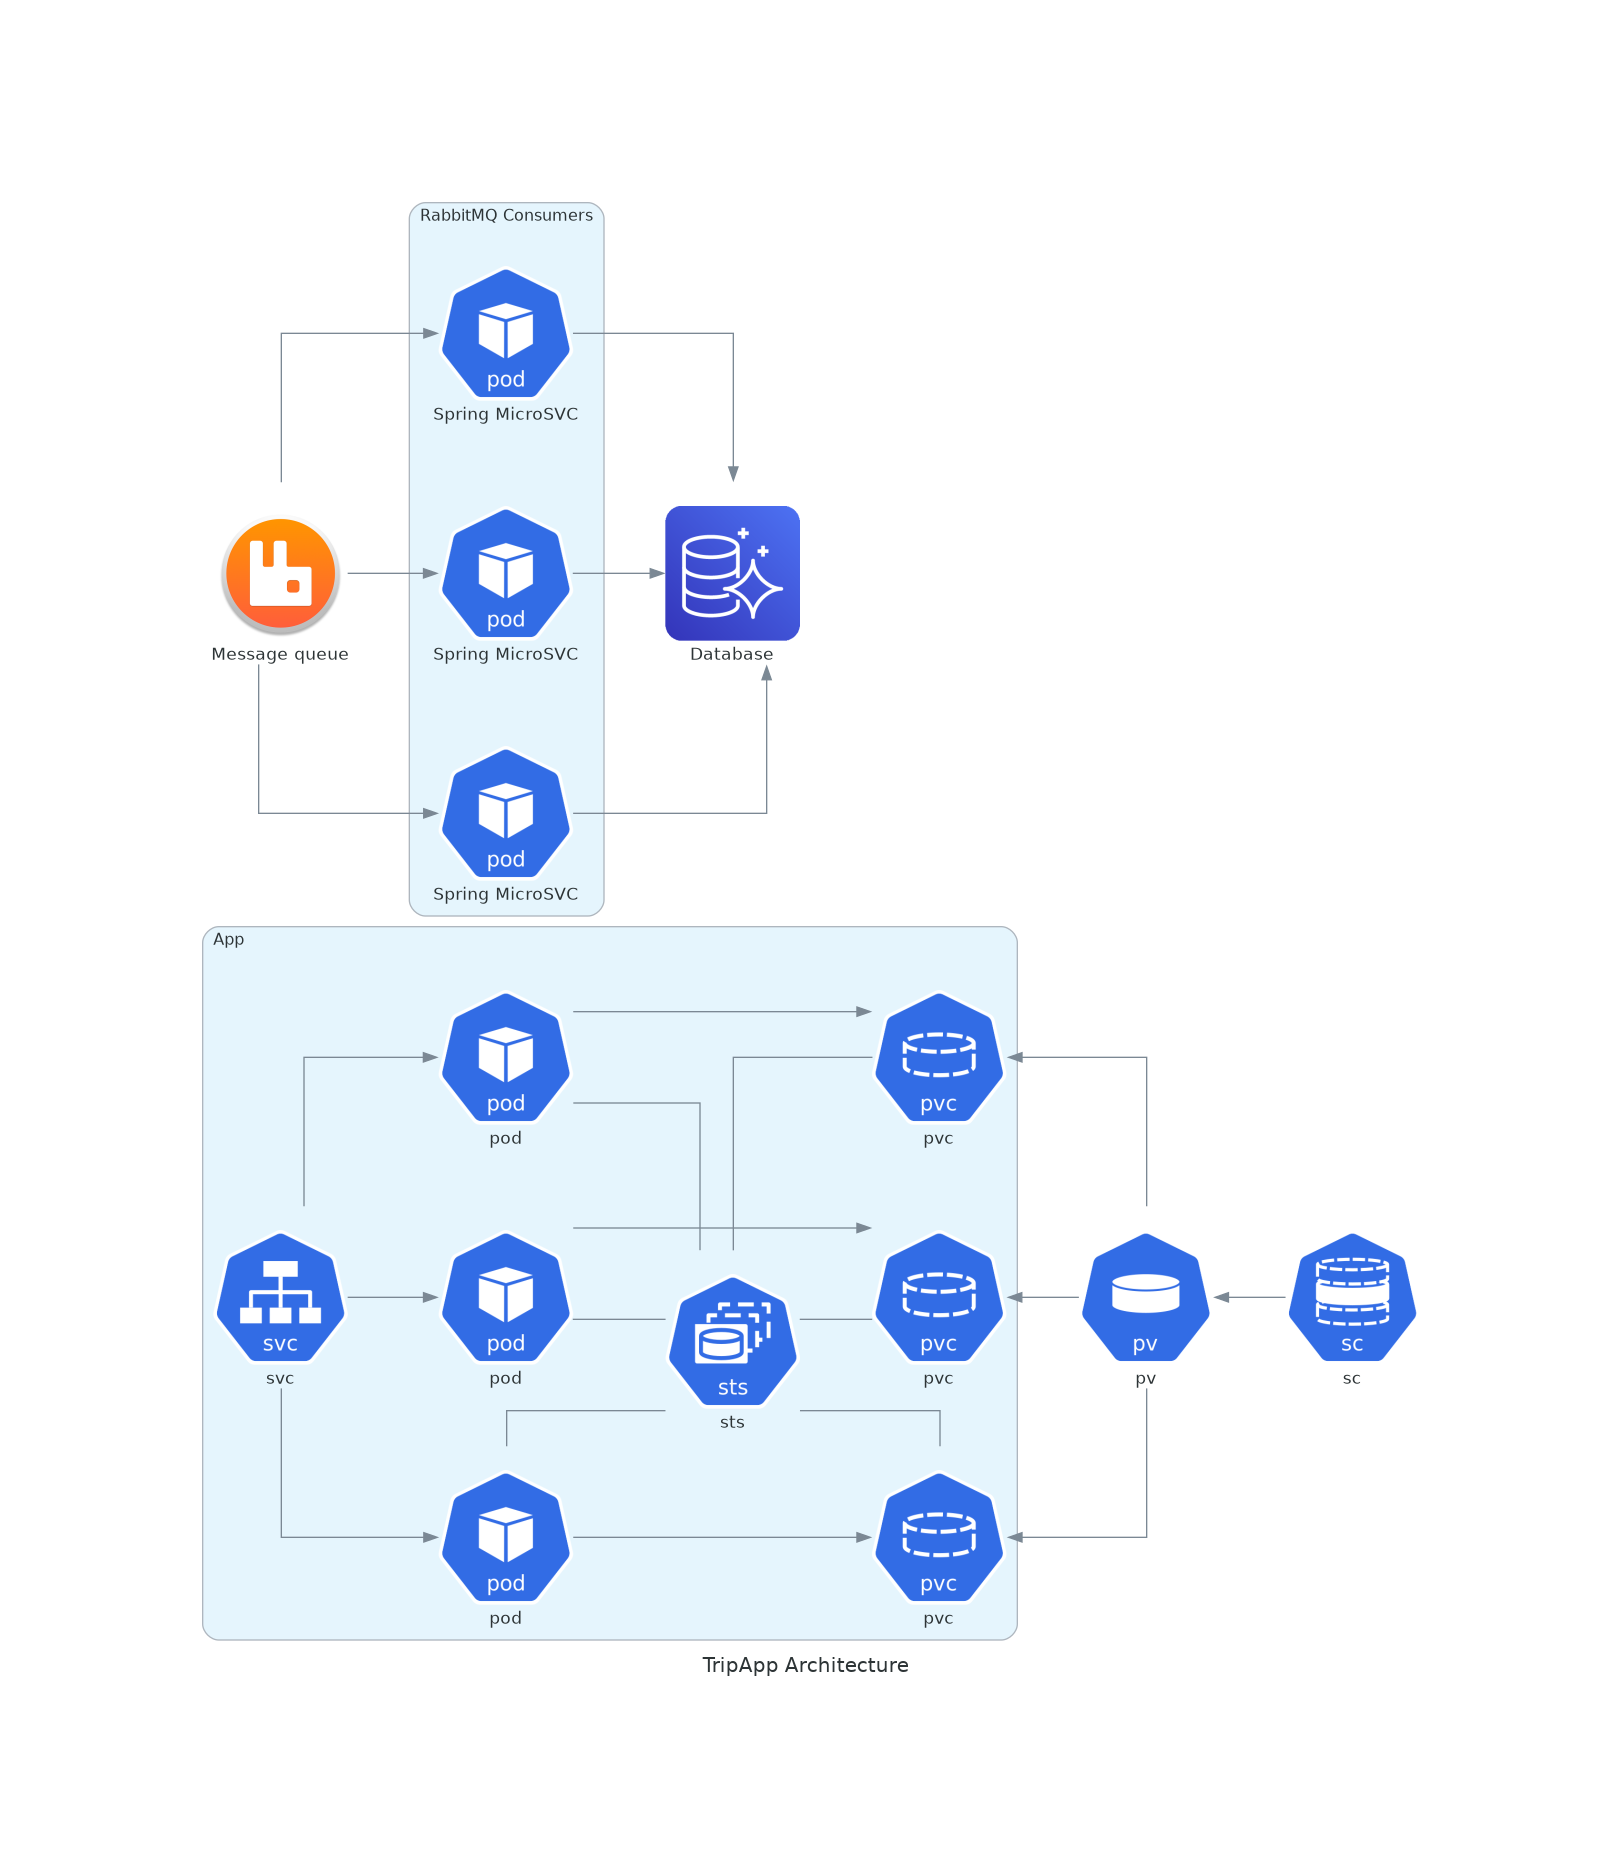 RabbitMQ Consumers
pod
Spring MicroSVC
Message queue
pod
Spring MicroSVC
Database
pod
Spring MicroSVC
App
pod
pod
pvc
pvc
svc
svc
pod
pod
sts
sts
pvc
pvc
pv
pv
sc
sc
pod
pod
pvc
pvc
TripApp Architecture